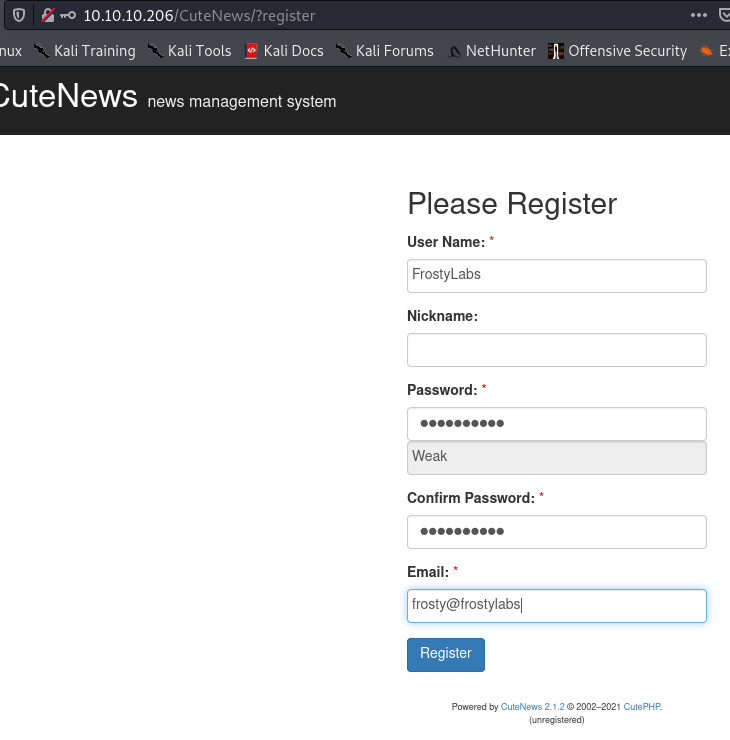 10.10.10.206/CuteNews/?register
nux Kali Training Kali Tools Kali Docs Kali Forums NetHunter Offensive Security E
CuteNews news management system
Please Register
User Name: *
FrostyLabs
Nickname:
Password: *
●●●●●●●●●●
Weak
Confirm Password: *
●●●●●●●●●●
Email: *
frosty@frostylabs
Register
Powered by CuteNews 2.1.2 © 2002–2021 CutePHP.
(unregistered)